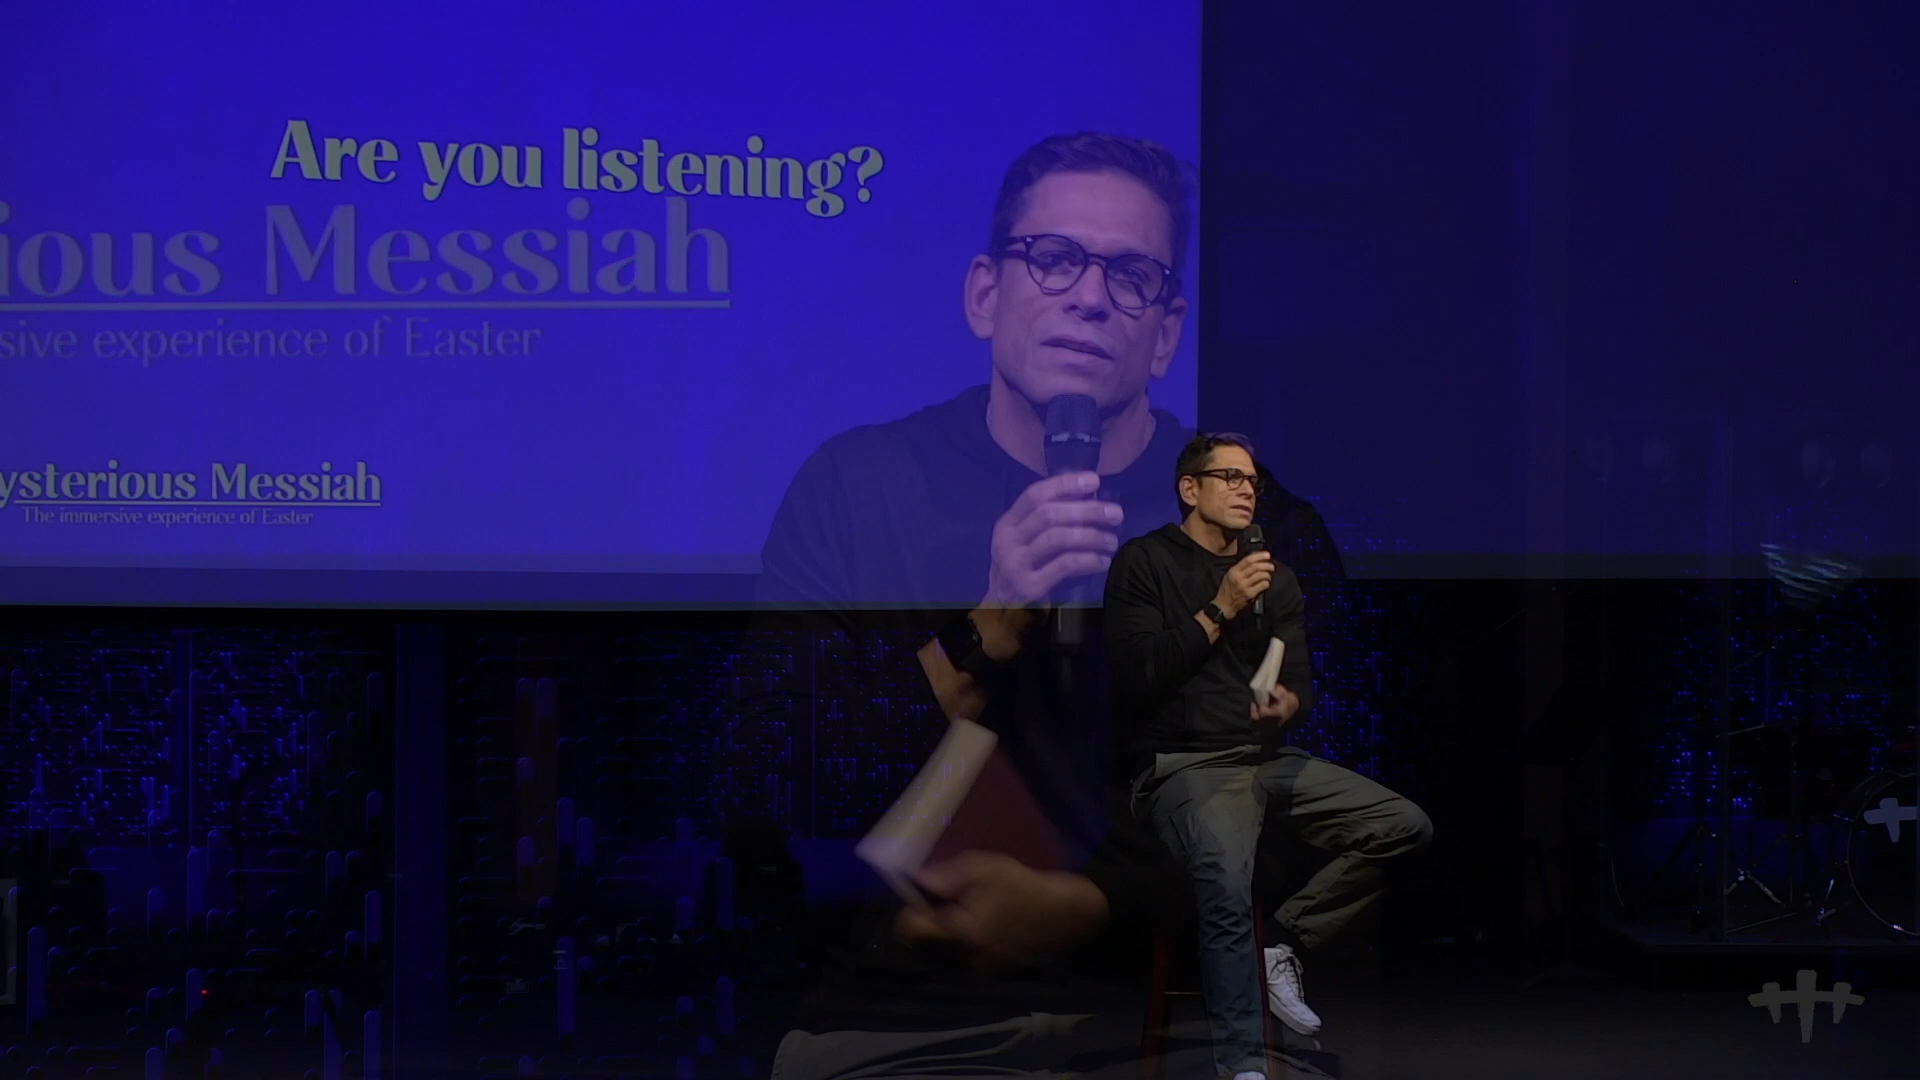 Are you listening?
ious Messiah
sive experience of Easter
ysterious Messiah
The immersive experience of Easter